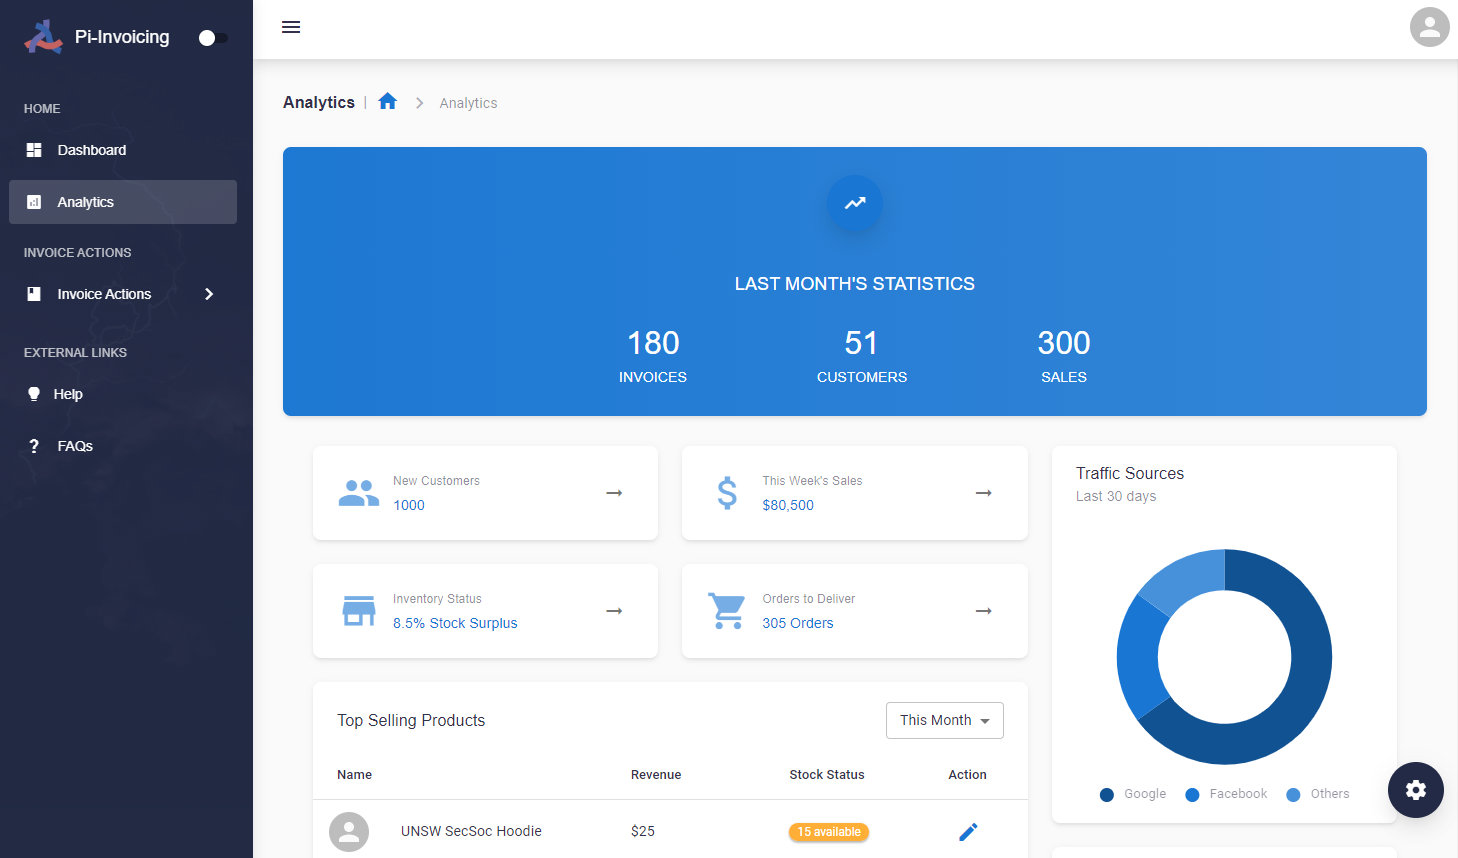 Pi-Invoicing
HOME
Dashboard
Analytics
INVOICE ACTIONS
Invoice Actions
EXTERNAL LINKS
Help
? FAQs
Analytics | Analytics
LAST MONTH'S STATISTICS
180 51 300
INVOICES CUSTOMERS SALES
New Customers
1000
This Week's Sales
$80,500
Inventory Status
8.5% Stock Surplus
Orders to Deliver
305 Orders
Traffic Sources
Last 30 days
Google Facebook Others
Top Selling Products This Month
Name Revenue Stock Status Action
UNSW SecSoc Hoodie $25 15 available